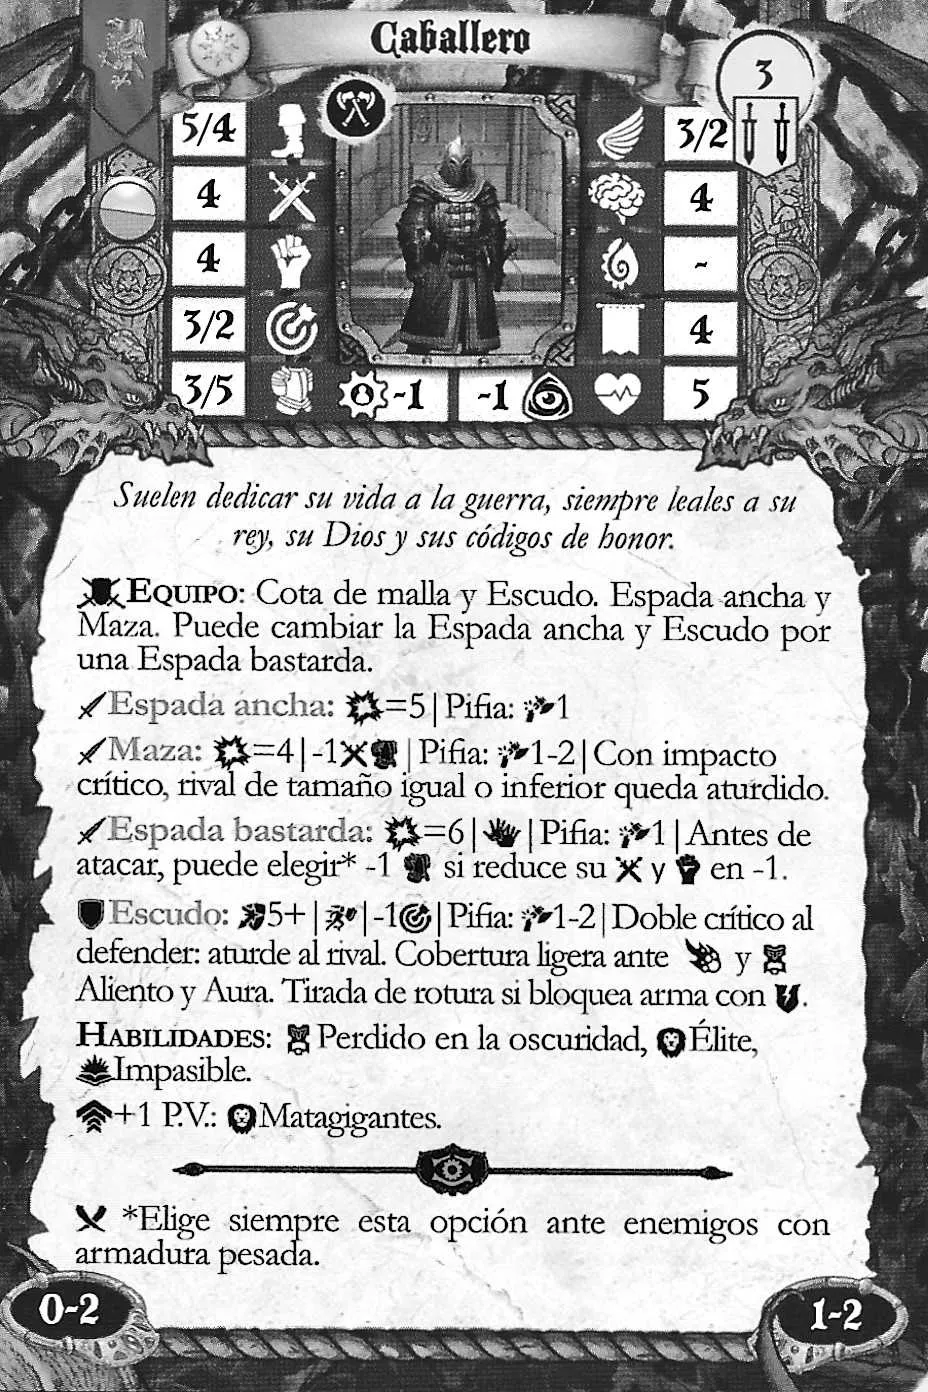 Caballero
3
5/4
3/2
4
4
4
-
3/2
4
3/5
-1
-1
5
Suelen dedicar su vida a la guerra, siempre leales a su
rey, su Dios y sus códigos de honor.
EQUIPO: Cota de malla y Escudo. Espada ancha y
Maza. Puede cambiar la Espada ancha y Escudo por
una Espada bastarda.
Espada ancha: =5| Pifia: 1
Maza: =4|-1 | Pifia: 1-2|Con impacto
crítico, rival de tamaño igual o inferior queda aturdido.
Espada bastarda: =6| |Pifia: 1|Antes de
atacar, puede elegir* -1 si reduce su y en -1.
Escudo: 5+| |-1 |Pifia: 1-2|Doble crítico al
defender: aturde al rival. Cobertura ligera ante y
Aliento y Aura. Tirada de rotura si bloquea arma con .
HABILIDADES: Perdido en la oscuridad, Élite,
Impasible.
+1 P.V.: Matagigantes.
*Elige siempre esta opción ante enemigos con
armadura pesada.
0-2
1-2